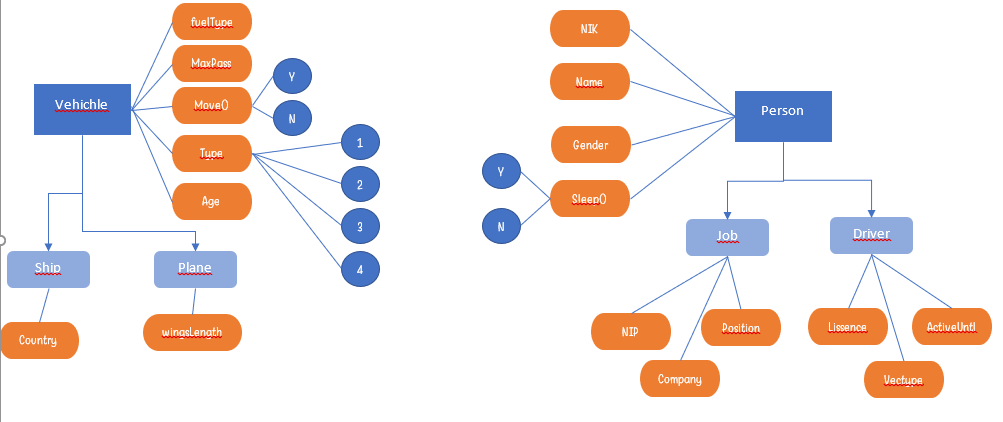 fuelType
MaxPass
Vehichle
Move()
Y
N
Type
1
2
3
4
Age
Ship
Plane
Country
wingsLength
NIK
Name
Person
Gender
Y
N
Sleep()
Job
Driver
NIP
Position
Company
Lissence
ActiveUntl
Vectype